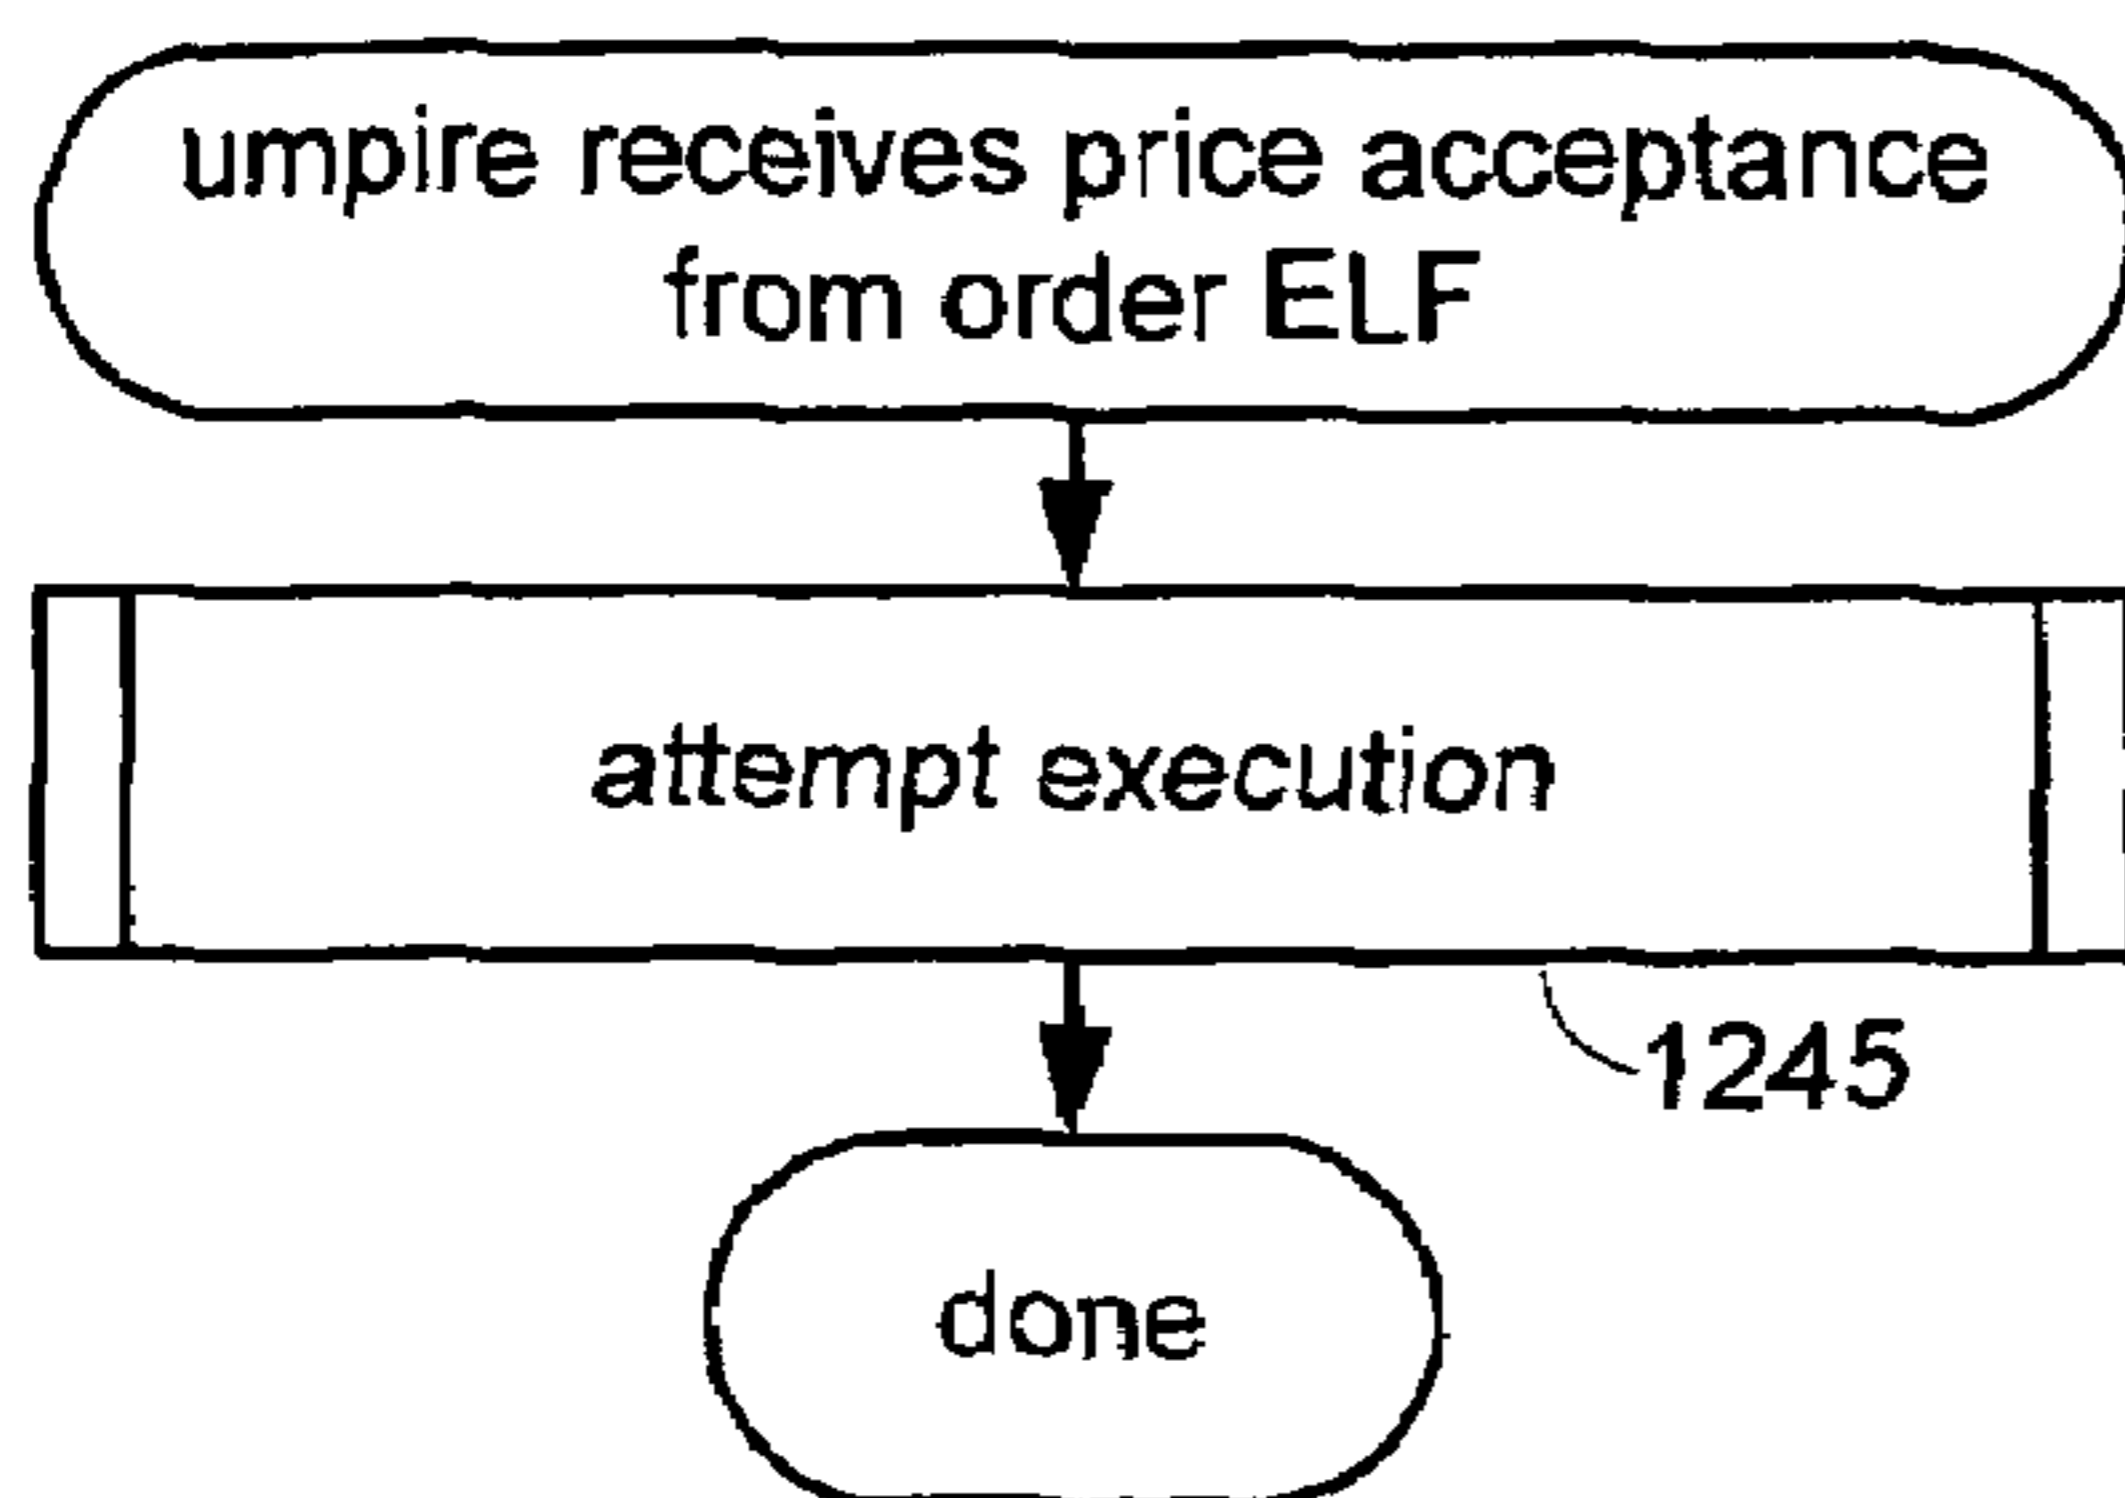 umpire receives price acceptance
from order ELF
attempt execution
1245
done